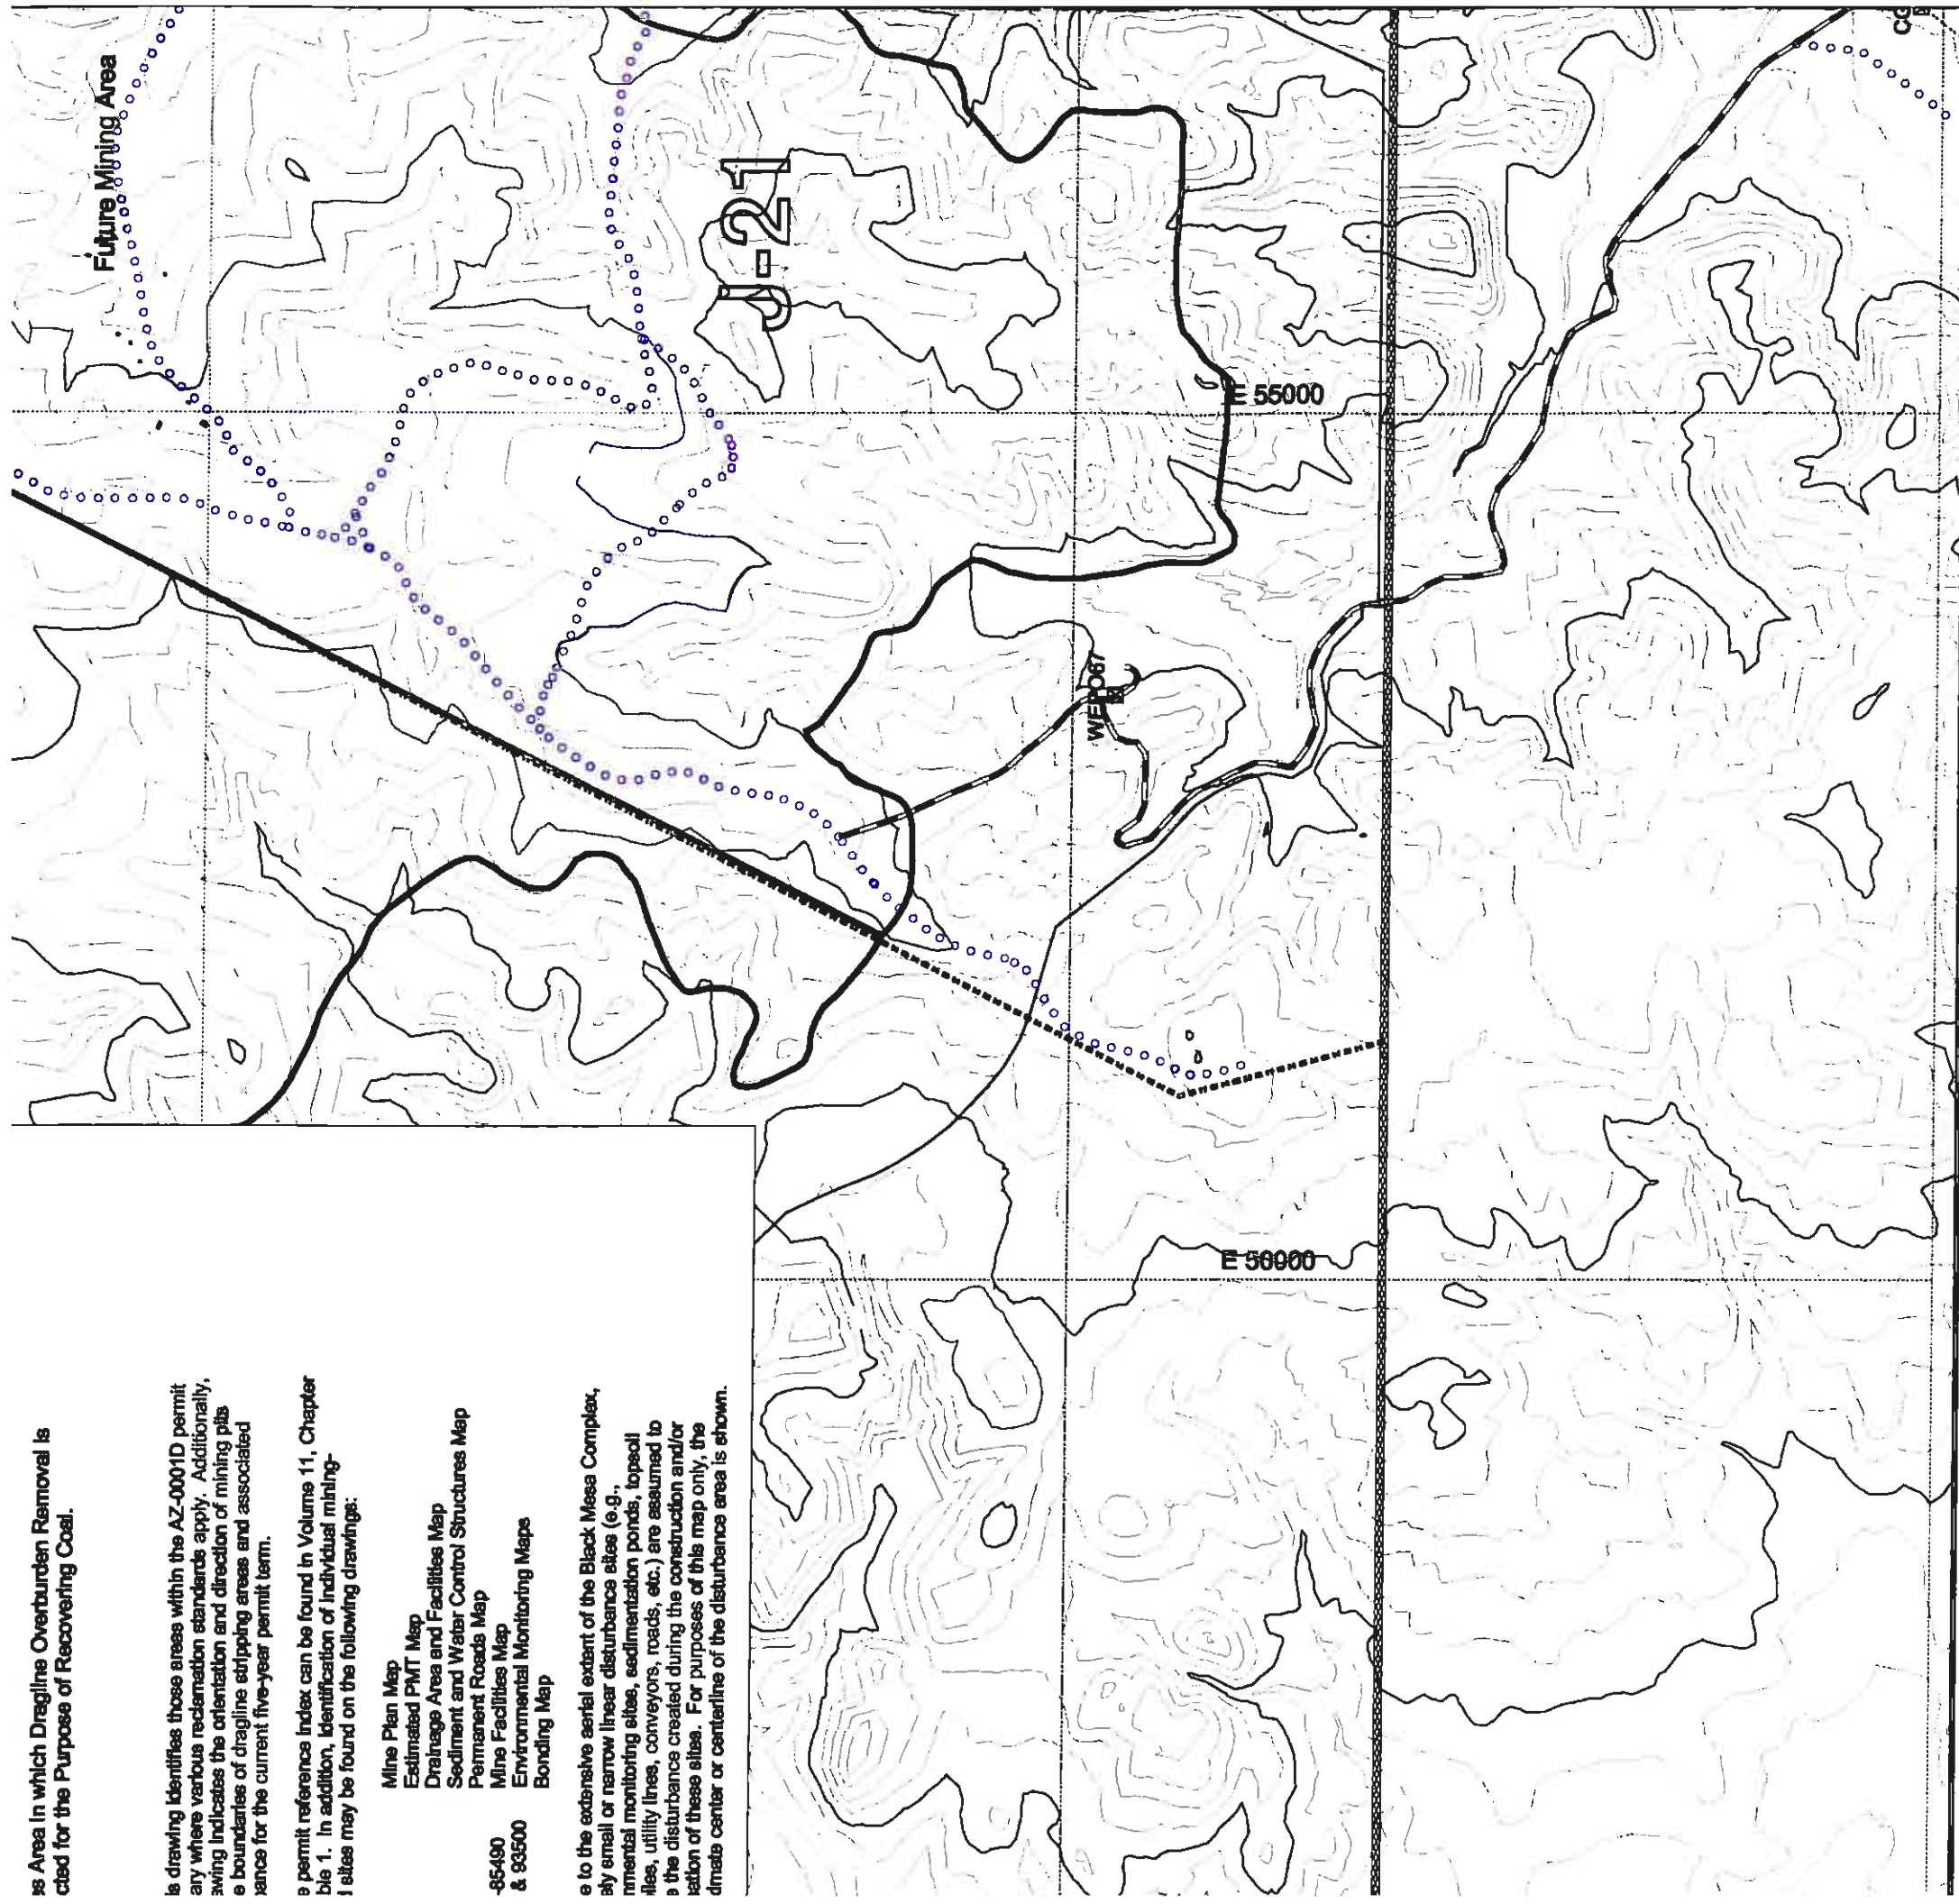 Future Mining Area
J-21
E 55000
WEPO67
E 50000
CG
es Area in which Dragline Overburden Removal is
cted for the Purpose of Recovering Coal.
is drawing identifies those areas within the AZ-0001D permit
ary where various reclamation standards apply. Additionally,
awing indicates the orientation and direction of mining pits
e boundaries of dragline stripping areas and associated
bance for the current five-year permit term.
e permit reference index can be found in Volume 11, Chapter
ble 1. In addition, identification of individual mining-
d sites may be found on the following drawings:
Mine Plan Map
Estimated PMT Map
Drainage Area and Facilities Map
Sediment and Water Control Structures Map
Permanent Roads Map
-85490 Mine Facilities Map
& 93500 Environmental Monitoring Maps
Bonding Map
e to the extensive aerial extent of the Black Mesa Complex,
ely small or narrow linear disturbance sites (e.g.,
nmental monitoring sites, sedimentation ponds, topsoil
iles, utility lines, conveyors, roads, etc.) are assumed to
e the disturbance created during the construction and/or
ation of these sites. For purposes of this map only, the
dimate center or centerline of the disturbance area is shown.